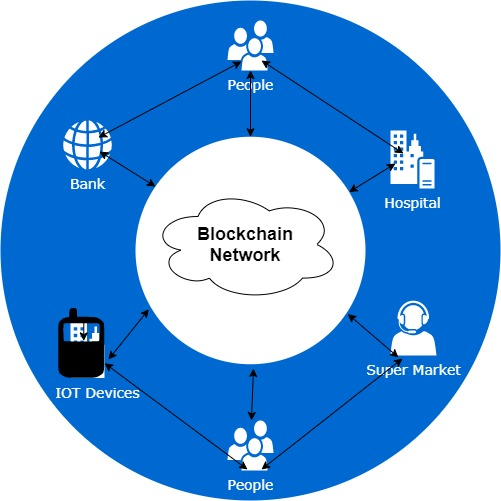 People
Bank
Hospital
Blockchain
Network
IOT Devices
Super Market
People